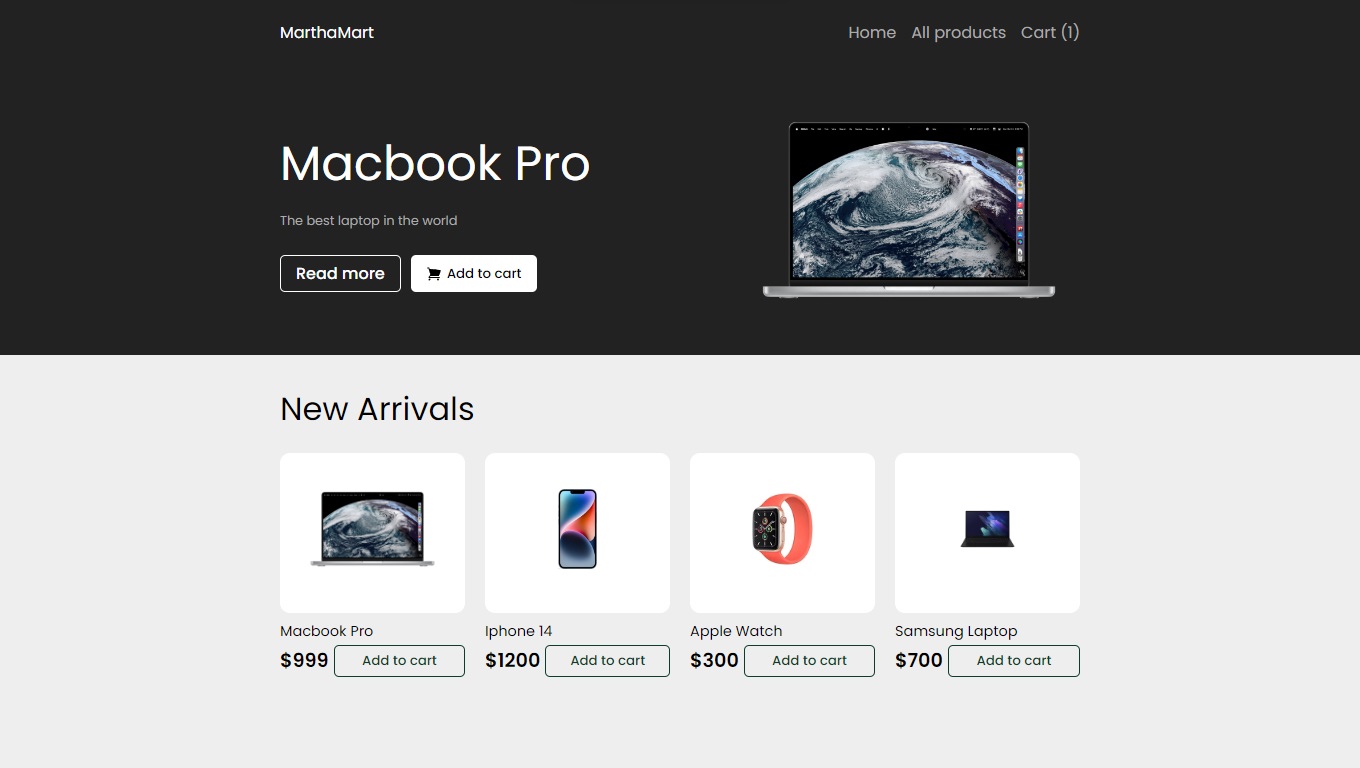 MarthaMart
Home All products Cart (1)
Macbook Pro
The best laptop in the world
Read more Add to cart
New Arrivals
Macbook Pro Iphone 14 Apple Watch Samsung Laptop
$999 Add to cart $1200 Add to cart $300 Add to cart $700 Add to cart